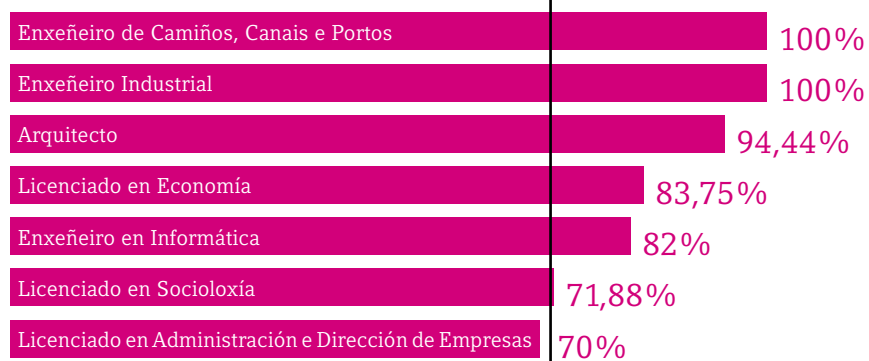 Enxeñeiro de Camiños, Canais e Portos 100%
Enxeñeiro Industrial 100%
Arquitecto 94,44%
Licenciado en Economía 83,75%
Enxeñeiro en Informática 82%
Licenciado en Socioloxía 71,88%
Licenciado en Administración e Dirección de Empresas 70%